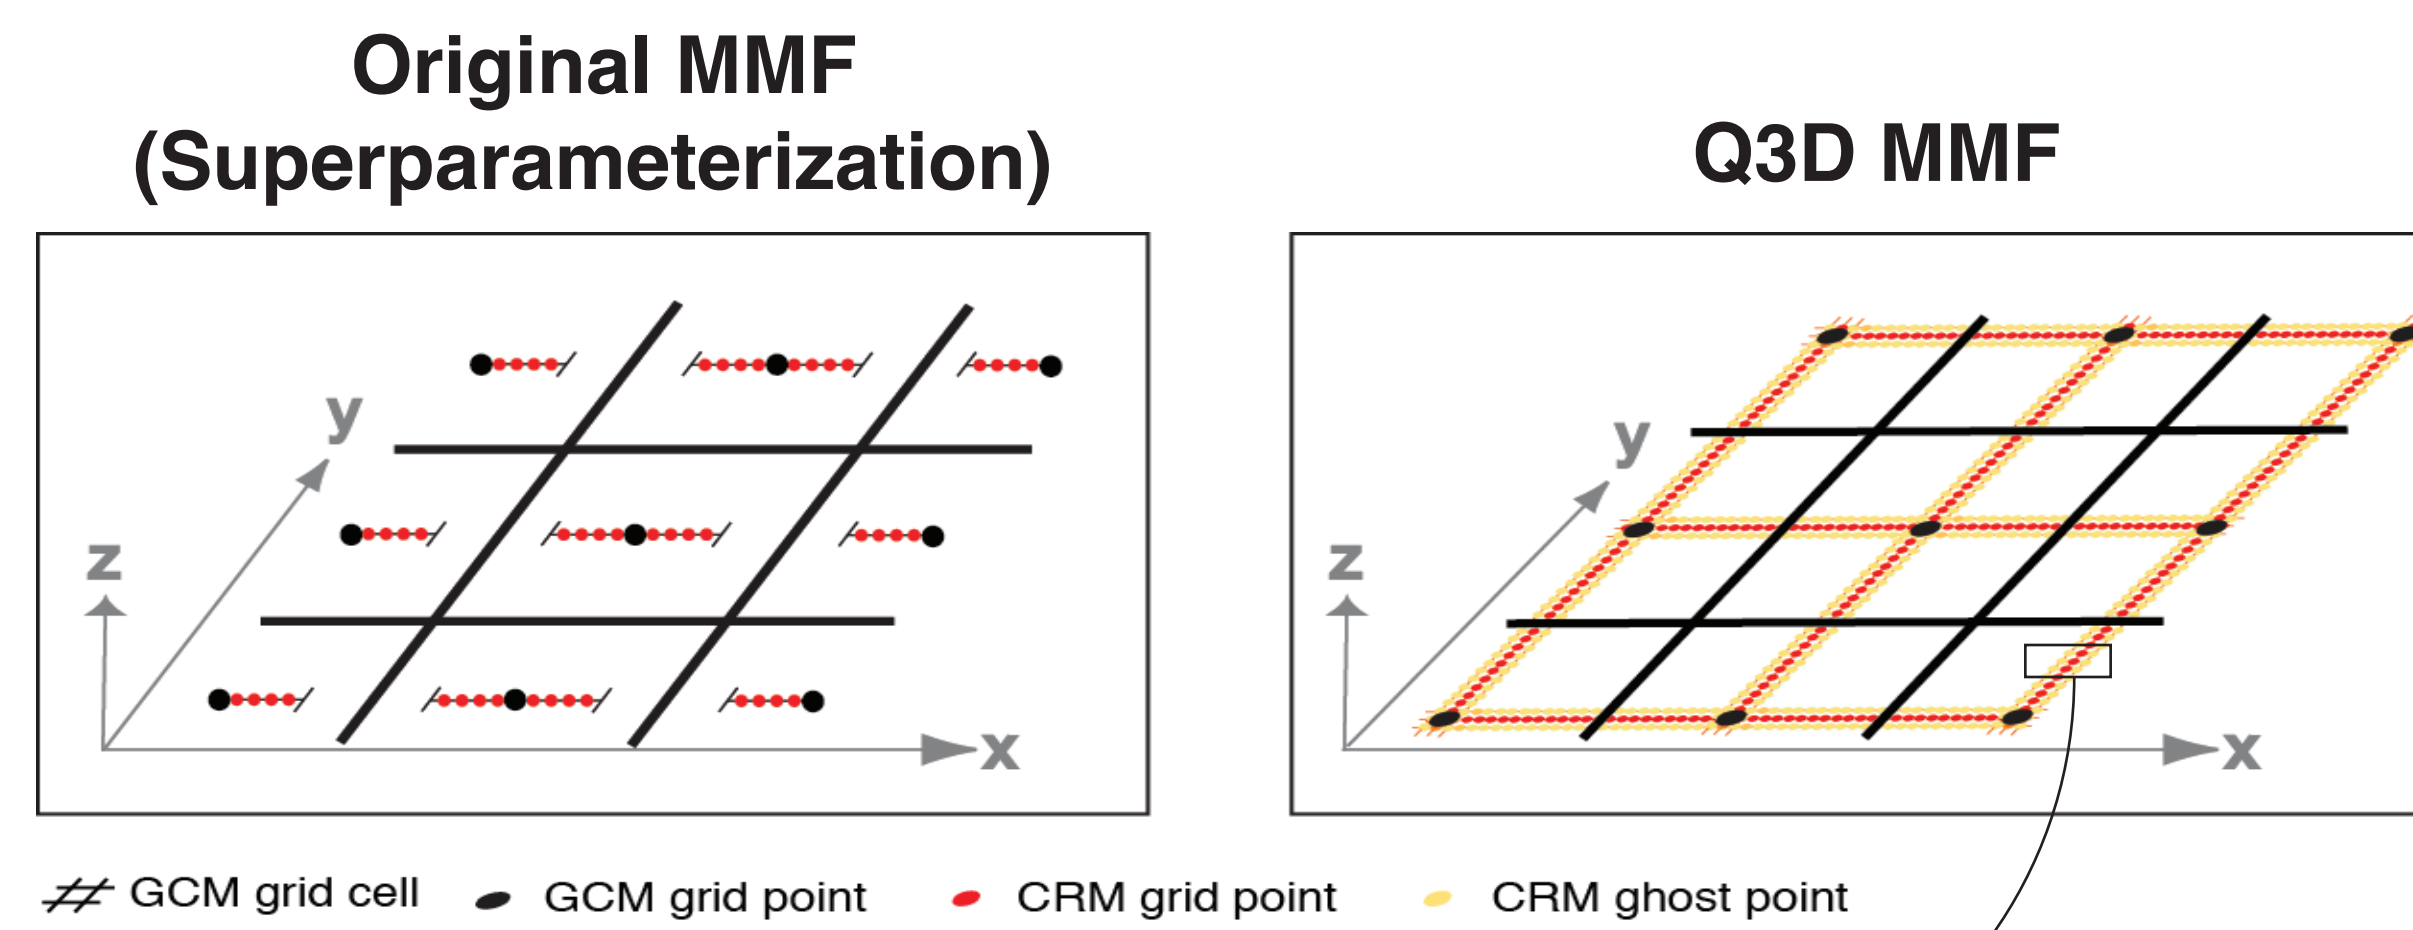 Original MMF
(Superparameterization)
Q3D MMF
y
z
x
y
z
x
GCM grid cell
GCM grid point
CRM grid point
CRM ghost point